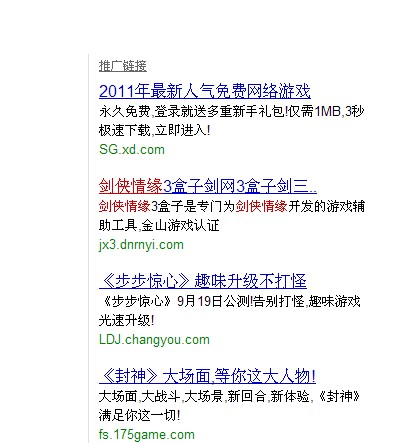 推广链接
2011年最新人气免费网络游戏
永久免费,登录就送多重新手礼包!仅需1MB,3秒
极速下载,立即进入!
SG.xd.com
剑侠情缘3盒子剑网3盒子剑三..
剑侠情缘3盒子是专门为剑侠情缘开发的游戏辅
助工具,金山游戏认证
jx3.dnrnyi.com
《步步惊心》趣味升级不打怪
《步步惊心》9月19日公测!告别打怪,趣味游戏
光速升级!
LDJ.changyou.com
《封神》大场面,等你这大人物!
大场面,大战斗,大场景,新回合,新体验,《封神》
满足你这一切!
fs.175game.com